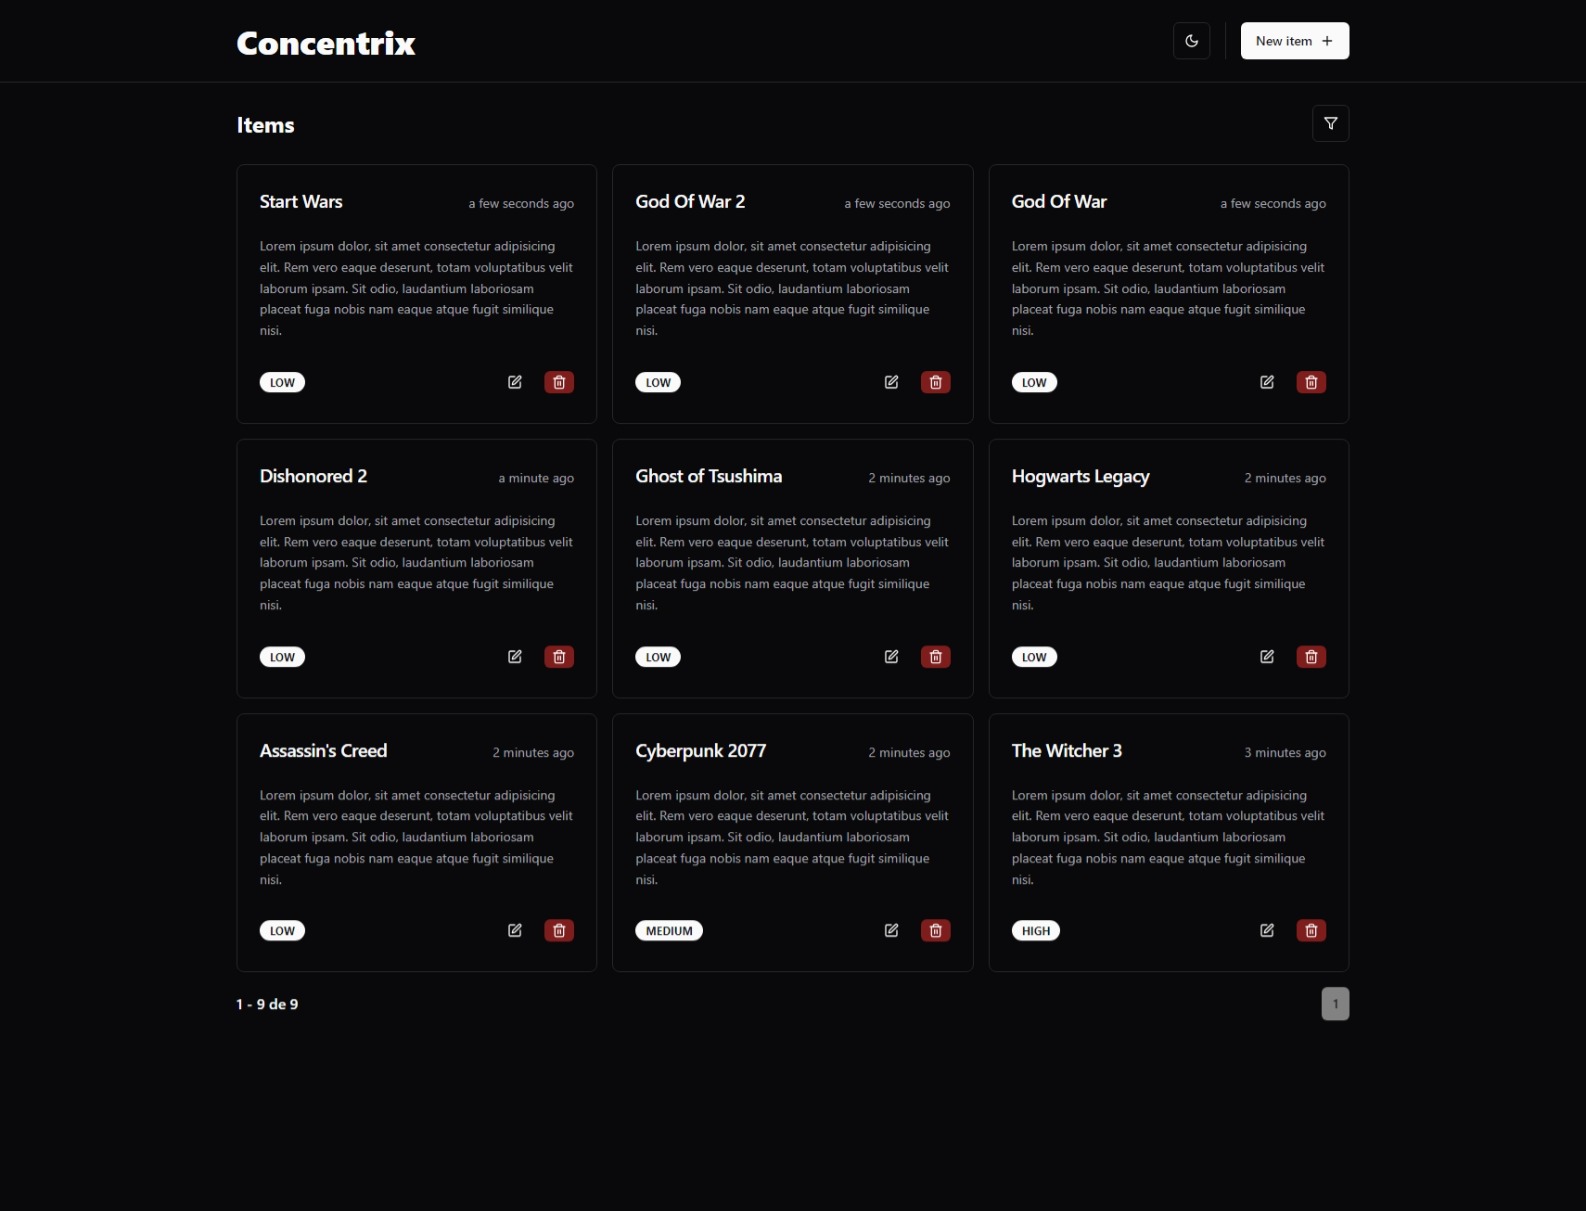 Concentrix
New item
Items
Start Wars
a few seconds ago
Lorem ipsum dolor, sit amet consectetur adipisicing
elit. Rem vero eaque deserunt, totam voluptatibus velit
laborum ipsam. Sit odio, laudantium laboriosam
placeat fuga nobis nam eaque atque fugit similique
nisi.
LOW
God Of War 2
a few seconds ago
Lorem ipsum dolor, sit amet consectetur adipisicing
elit. Rem vero eaque deserunt, totam voluptatibus velit
laborum ipsam. Sit odio, laudantium laboriosam
placeat fuga nobis nam eaque atque fugit similique
nisi.
LOW
God Of War
a few seconds ago
Lorem ipsum dolor, sit amet consectetur adipisicing
elit. Rem vero eaque deserunt, totam voluptatibus velit
laborum ipsam. Sit odio, laudantium laboriosam
placeat fuga nobis nam eaque atque fugit similique
nisi.
LOW
Dishonored 2
a minute ago
Lorem ipsum dolor, sit amet consectetur adipisicing
elit. Rem vero eaque deserunt, totam voluptatibus velit
laborum ipsam. Sit odio, laudantium laboriosam
placeat fuga nobis nam eaque atque fugit similique
nisi.
LOW
Ghost of Tsushima
2 minutes ago
Lorem ipsum dolor, sit amet consectetur adipisicing
elit. Rem vero eaque deserunt, totam voluptatibus velit
laborum ipsam. Sit odio, laudantium laboriosam
placeat fuga nobis nam eaque atque fugit similique
nisi.
LOW
Hogwarts Legacy
2 minutes ago
Lorem ipsum dolor, sit amet consectetur adipisicing
elit. Rem vero eaque deserunt, totam voluptatibus velit
laborum ipsam. Sit odio, laudantium laboriosam
placeat fuga nobis nam eaque atque fugit similique
nisi.
LOW
Assassin's Creed
2 minutes ago
Lorem ipsum dolor, sit amet consectetur adipisicing
elit. Rem vero eaque deserunt, totam voluptatibus velit
laborum ipsam. Sit odio, laudantium laboriosam
placeat fuga nobis nam eaque atque fugit similique
nisi.
LOW
Cyberpunk 2077
2 minutes ago
Lorem ipsum dolor, sit amet consectetur adipisicing
elit. Rem vero eaque deserunt, totam voluptatibus velit
laborum ipsam. Sit odio, laudantium laboriosam
placeat fuga nobis nam eaque atque fugit similique
nisi.
MEDIUM
The Witcher 3
3 minutes ago
Lorem ipsum dolor, sit amet consectetur adipisicing
elit. Rem vero eaque deserunt, totam voluptatibus velit
laborum ipsam. Sit odio, laudantium laboriosam
placeat fuga nobis nam eaque atque fugit similique
nisi.
HIGH
1 - 9 de 9
1